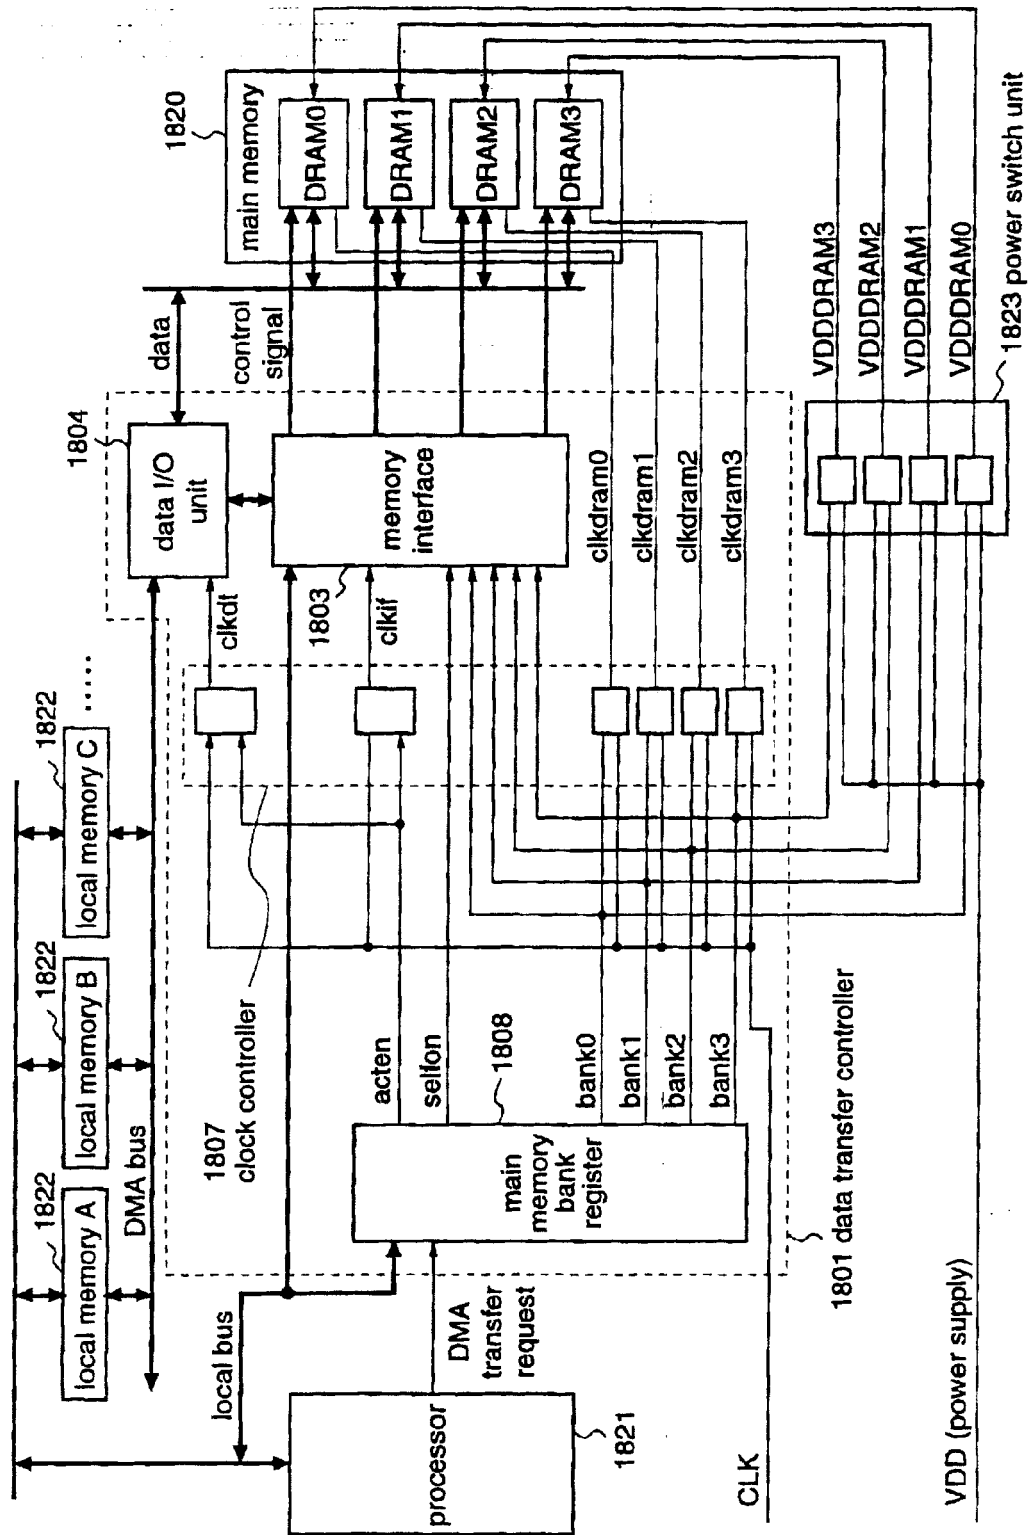 1822
local memory A
1822
local memory B
1822
local memory C
.....
DMA bus
local bus
processor
1821
DMA
transfer
request
1807
clock controller
acten
selfon
1808
main
memory
bank
register
bank0
bank1
bank2
bank3
CLK
VDD (power supply)
1801 data transfer controller
clkdt
1803
clkif
1804
data I/O
unit
memory
interface
clkdram0
clkdram1
clkdram2
clkdram3
data
control
signal
1820
main memory
DRAM0
DRAM1
DRAM2
DRAM3
VDDDRAM3
VDDDRAM2
VDDDRAM1
VDDDRAM0
1823 power switch unit